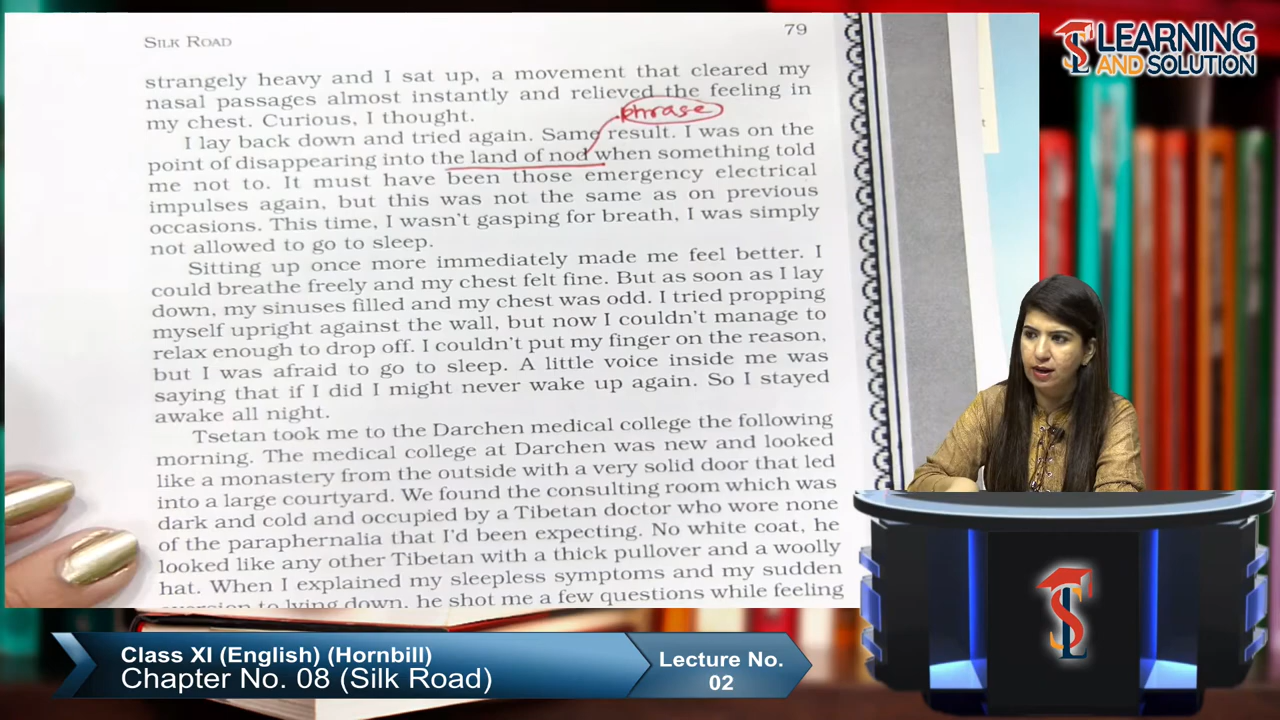 SILK ROAD
79
strangely heavy and I sat up, a movement that cleared my
nasal passages almost instantly and relieved the feeling in
my chest. Curious, I thought.
phrase
I lay back down and tried again. Same result. I was on the
point of disappearing into the land of nod when something told
me not to. It must have been those emergency electrical
impulses again, but this was not the same as on previous
occasions. This time, I wasn't gasping for breath, I was simply
not allowed to go to sleep.
Sitting up once more immediately made me feel better. I
could breathe freely and my chest felt fine. But as soon as I lay
down, my sinuses filled and my chest was odd. I tried propping
myself upright against the wall, but now I couldn't manage to
relax enough to drop off. I couldn't put my finger on the reason,
but I was afraid to go to sleep. A little voice inside me was
saying that if I did I might never wake up again. So I stayed
awake all night.
Tsetan took me to the Darchen medical college the following
morning. The medical college at Darchen was new and looked
like a monastery from the outside with a very solid door that led
into a large courtyard. We found the consulting room which was
dark and cold and occupied by a Tibetan doctor who wore none
of the paraphernalia that I'd been expecting. No white coat, he
looked like any other Tibetan with a thick pullover and a woolly
hat. When I explained my sleepless symptoms and my sudden
to lying down, he shot me a few questions while feeling
LEARNING
AND SOLUTION
Class XI (English) (Hornbill)
Chapter No. 08 (Silk Road)
Lecture No.
02